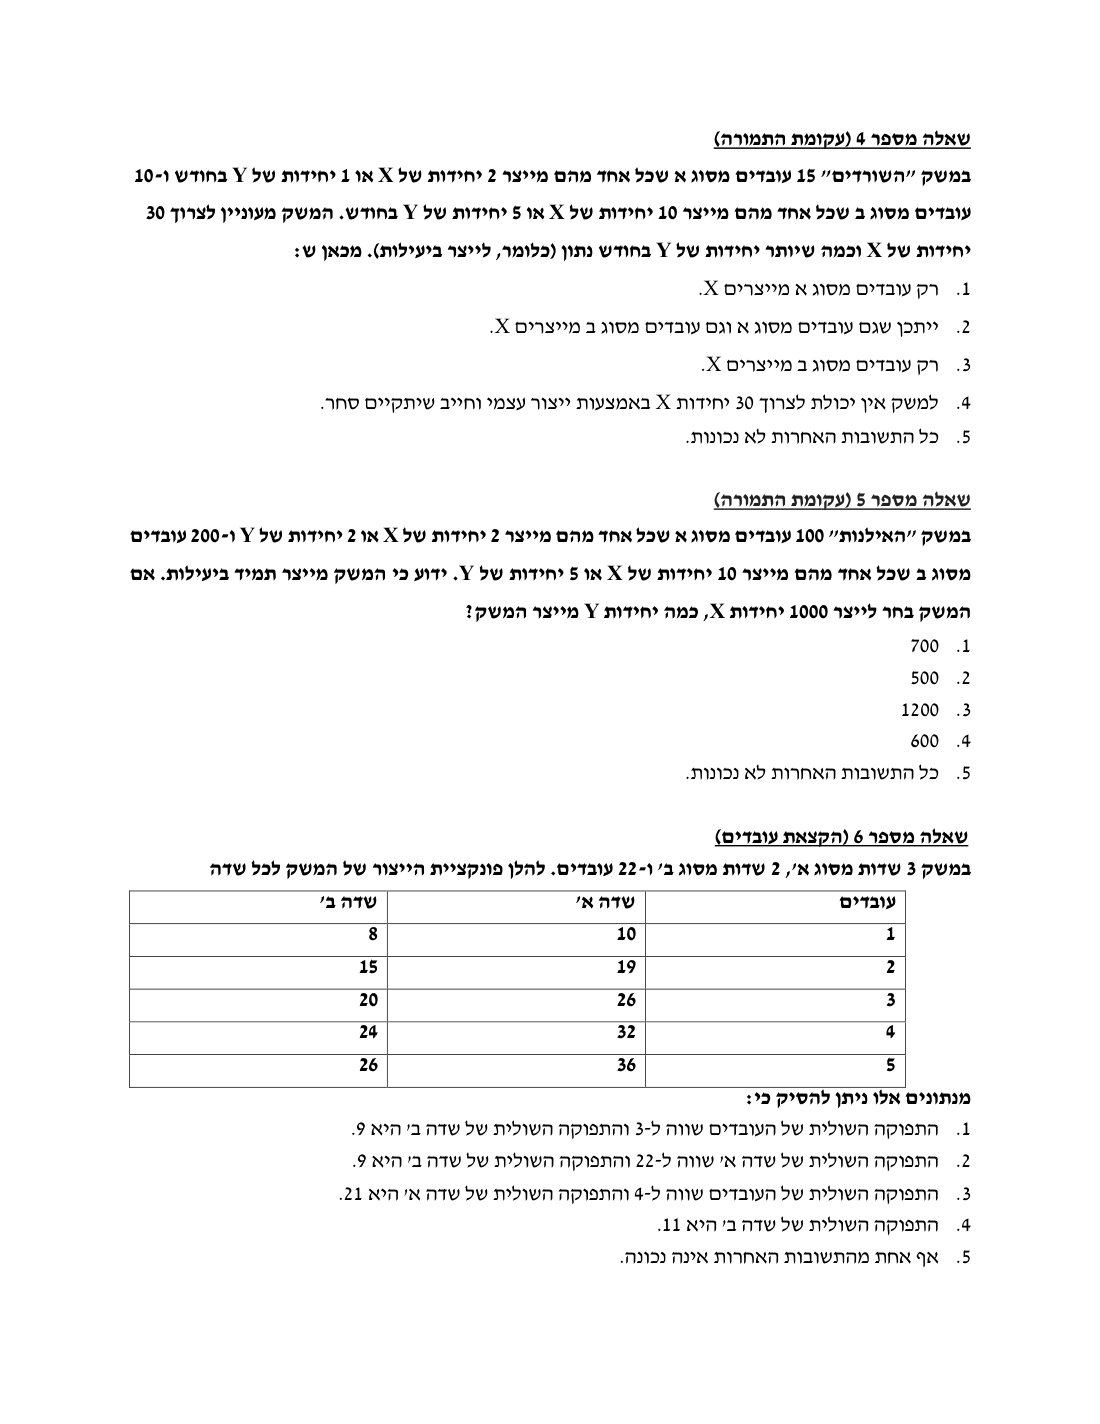 שאלה מספר 4 (עקומת התמורה)
במשק "השורדים" 15 עובדים מסוג א שכל אחד מהם מייצר 2 יחידות של X או 1 יחידות של Y בחודש ו-10
עובדים מסוג ב שכל אחד מהם מייצר 10 יחידות של X או 5 יחידות של Y בחודש. המשק מעוניין לצרוך 30
יחידות של X וכמה שיותר יחידות של Y בחודש נתון (כלומר, לייצר ביעילות). מכאן ש:
1. רק עובדים מסוג א מייצרים X.
2. ייתכן שגם עובדים מסוג א וגם עובדים מסוג ב מייצרים X.
3. רק עובדים מסוג ב מייצרים X.
4. למשק אין יכולת לצרוך 30 יחידות X באמצעות ייצור עצמי וחייב שיתקיים סחר.
5. כל התשובות האחרות לא נכונות.
שאלה מספר 5 (עקומת התמורה)
במשק "האילנות" 100 עובדים מסוג א שכל אחד מהם מייצר 2 יחידות של X או 2 יחידות של Y ו-200 עובדים
מסוג ב שכל אחד מהם מייצר 10 יחידות של X או 5 יחידות של Y. ידוע כי המשק מייצר תמיד ביעילות. אם
המשק בחר לייצר 1000 יחידות X, כמה יחידות Y מייצר המשק?
1. 700
2. 500
3. 1200
4. 600
5. כל התשובות האחרות לא נכונות.
שאלה מספר 6 (הקצאת עובדים)
במשק 3 שדות מסוג א', 2 שדות מסוג ב' ו-22 עובדים. להלן פונקציית הייצור של המשק לכל שדה
עובדים שדה א' שדה ב'
1 10 8
2 19 15
3 26 20
4 32 24
5 36 26
מנתונים אלו ניתן להסיק כי:
1. התפוקה השולית של העובדים שווה ל-3 והתפוקה השולית של שדה ב' היא 9.
2. התפוקה השולית של שדה א' שווה ל-22 והתפוקה השולית של שדה ב' היא 9.
3. התפוקה השולית של העובדים שווה ל-4 והתפוקה השולית של שדה א' היא 21.
4. התפוקה השולית של שדה ב' היא 11.
5. אף אחת מהתשובות האחרות אינה נכונה.